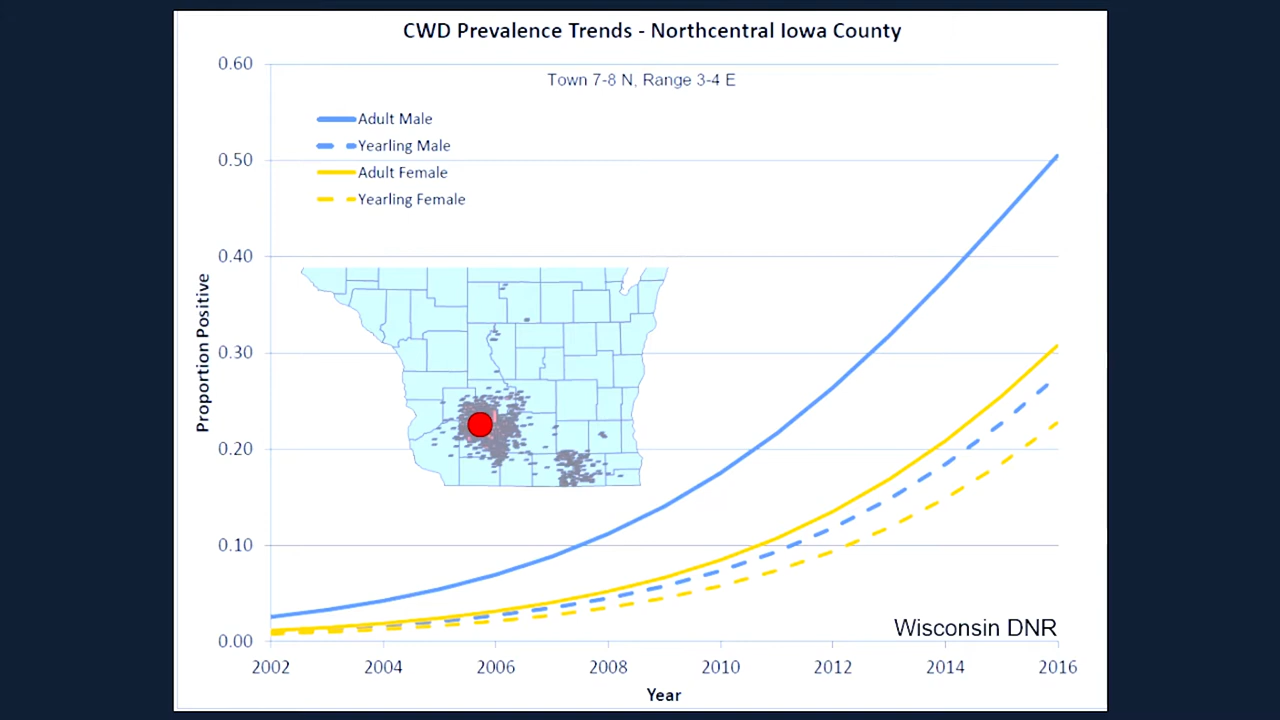 CWD Prevalence Trends - Northcentral Iowa County
Town 7-8 N, Range 3-4 E
0.60
0.50
0.40
0.30
0.20
0.10
0.00
Proportion Positive
Adult Male
Yearling Male
Adult Female
Yearling Female
Wisconsin DNR
2002 2004 2006 2008 2010 2012 2014 2016
Year